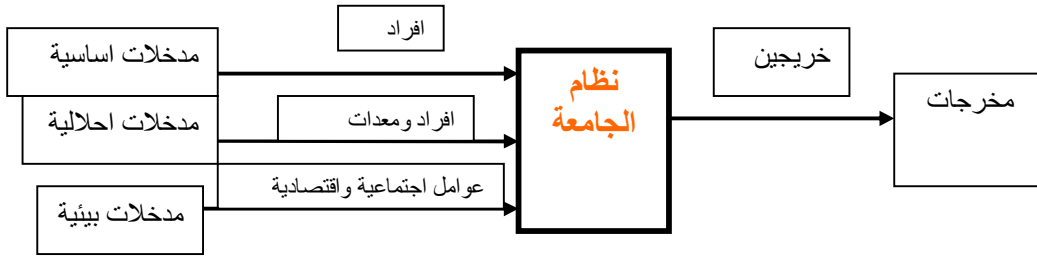 افراد
مدخلات اساسية
خريجين
نظام
الجامعة
مخرجات
مدخلات احلالية
افراد ومعدات
عوامل اجتماعية واقتصادية
مدخلات بيئية